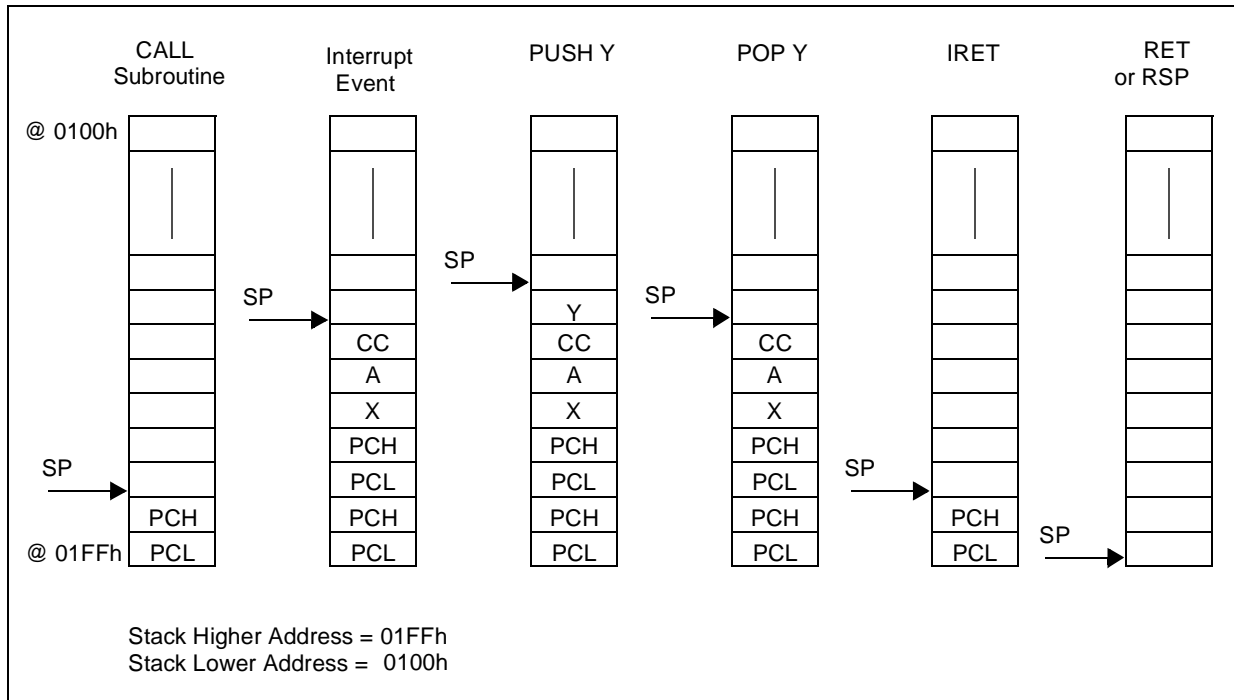 CALL
Subroutine
Interrupt
Event
PUSH Y
POP Y
IRET
RET
or RSP
@ 0100h
SP
SP
SP
Y
CC
CC
CC
A
A
A
X
X
X
PCH
PCH
PCH
SP
SP
PCL
PCL
PCL
PCH
PCH
PCH
PCH
PCH
SP
@ 01FFh
PCL
PCL
PCL
PCL
PCL
Stack Higher Address = 01FFh
Stack Lower Address = 0100h